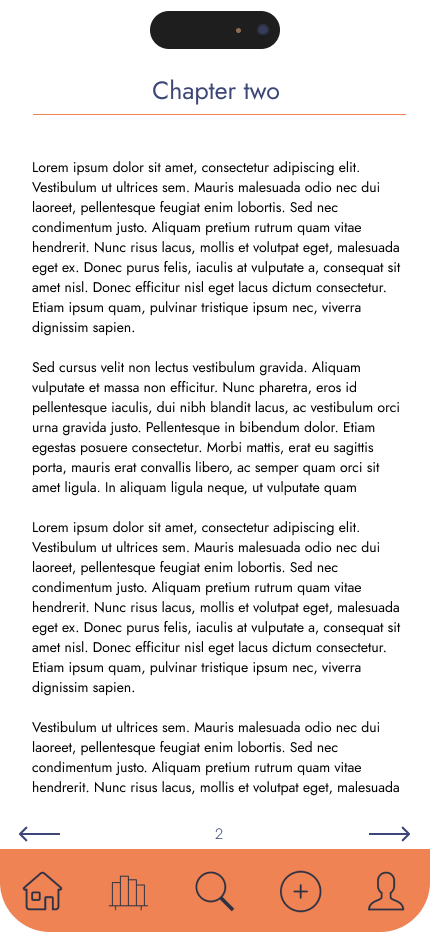 Chapter two
Lorem ipsum dolor sit amet, consectetur adipiscing elit.
Vestibulum ut ultrices sem. Mauris malesuada odio nec dui
laoreet, pellentesque feugiat enim lobortis. Sed nec
condimentum justo. Aliquam pretium rutrum quam vitae
hendrerit. Nunc risus lacus, mollis et volutpat eget, malesuada
eget ex. Donec purus felis, iaculis at vulputate a, consequat sit
amet nisl. Donec efficitur nisl eget lacus dictum consectetur.
Etiam ipsum quam, pulvinar tristique ipsum nec, viverra
dignissim sapien.
Sed cursus velit non lectus vestibulum gravida. Aliquam
vulputate et massa non efficitur. Nunc pharetra, eros id
pellentesque iaculis, dui nibh blandit lacus, ac vestibulum orci
urna gravida justo. Pellentesque in bibendum dolor. Etiam
egestas posuere consectetur. Morbi mattis, erat eu sagittis
porta, mauris erat convallis libero, ac semper quam orci sit
amet ligula. In aliquam ligula neque, ut vulputate quam
Lorem ipsum dolor sit amet, consectetur adipiscing elit.
Vestibulum ut ultrices sem. Mauris malesuada odio nec dui
laoreet, pellentesque feugiat enim lobortis. Sed nec
condimentum justo. Aliquam pretium rutrum quam vitae
hendrerit. Nunc risus lacus, mollis et volutpat eget, malesuada
eget ex. Donec purus felis, iaculis at vulputate a, consequat sit
amet nisl. Donec efficitur nisl eget lacus dictum consectetur.
Etiam ipsum quam, pulvinar tristique ipsum nec, viverra
dignissim sapien.
Vestibulum ut ultrices sem. Mauris malesuada odio nec dui
laoreet, pellentesque feugiat enim lobortis. Sed nec
condimentum justo. Aliquam pretium rutrum quam vitae
hendrerit. Nunc risus lacus, mollis et volutpat eget, malesuada
2